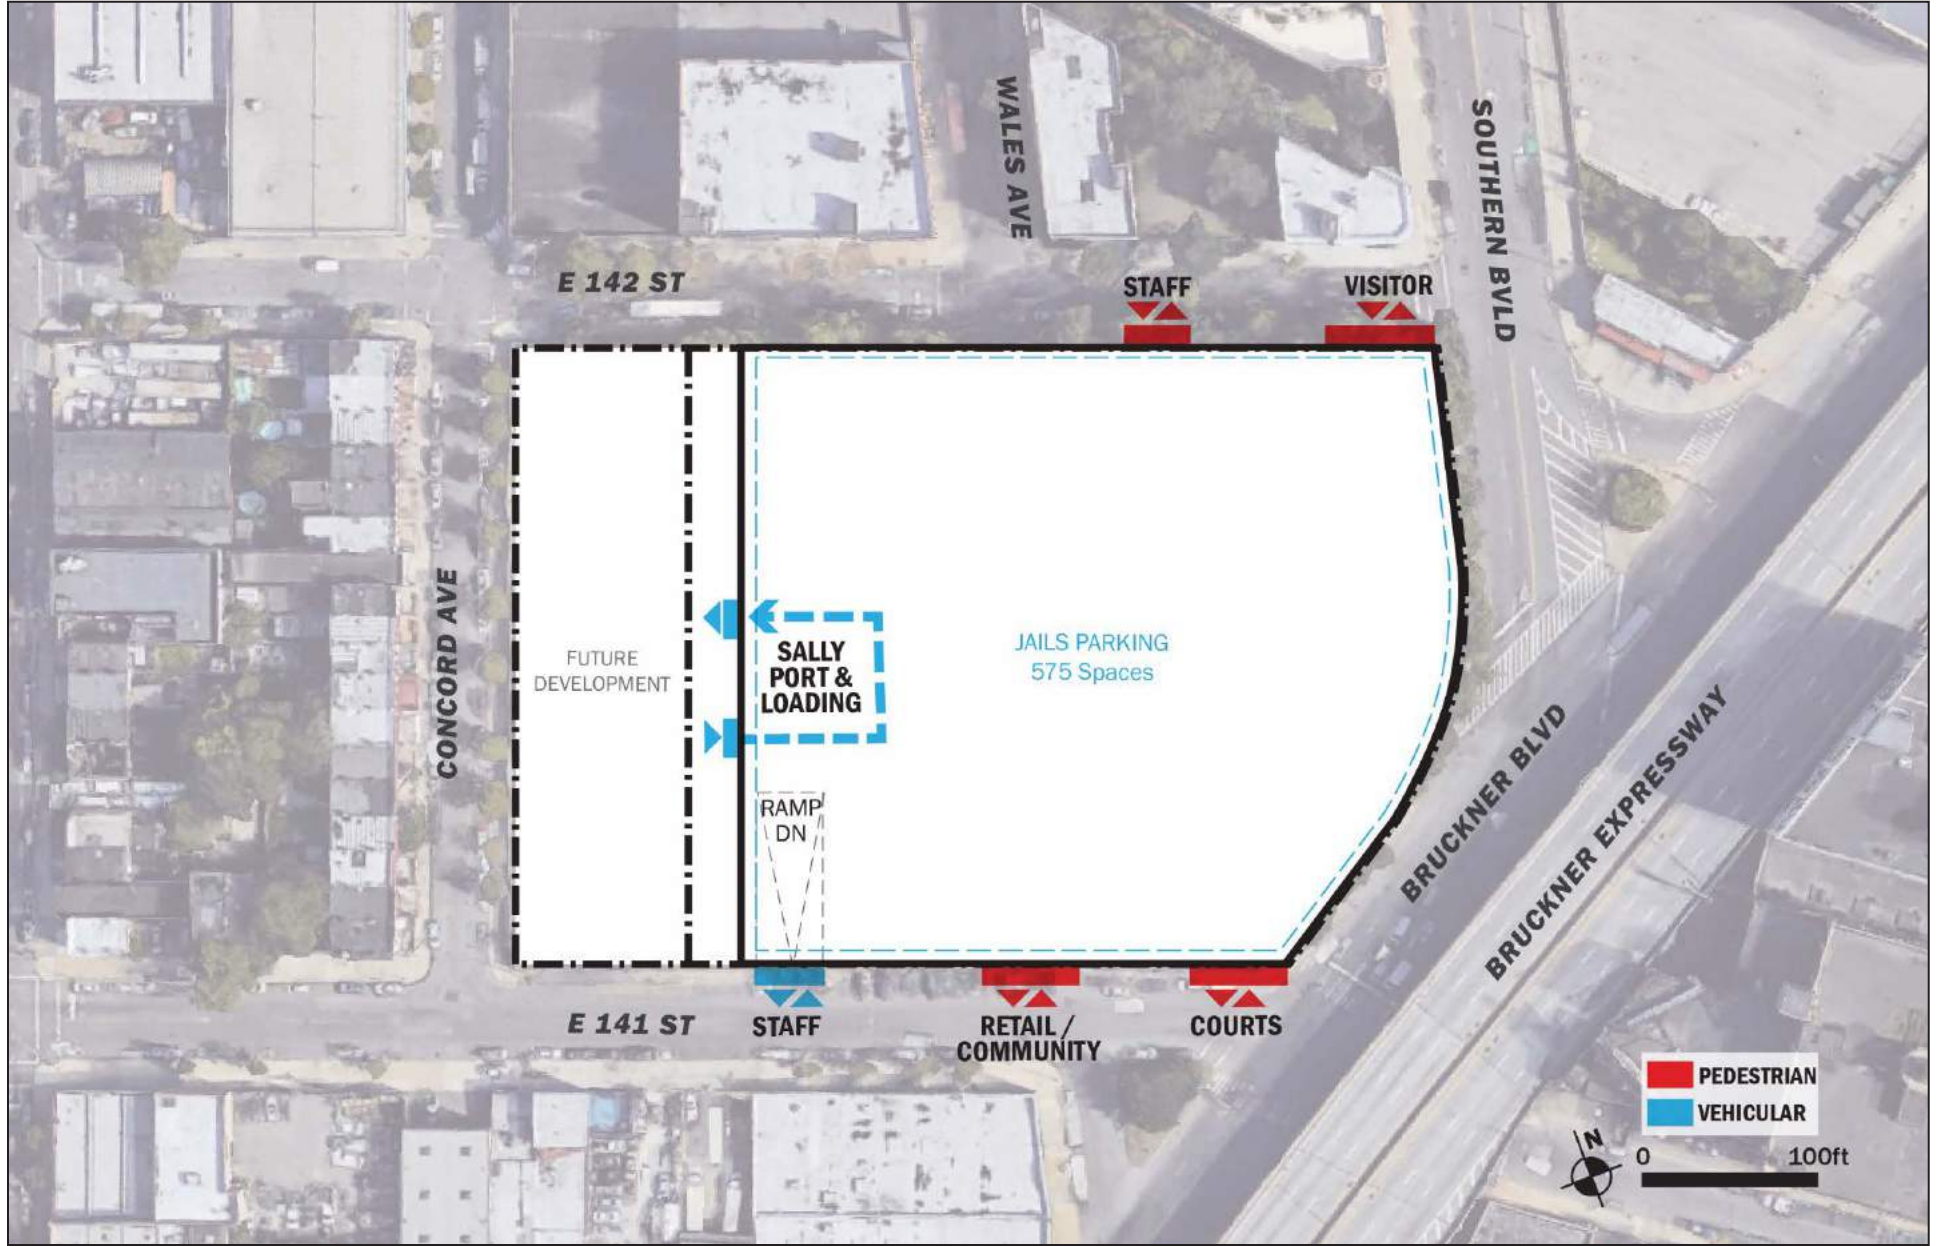 WALES AVE
SOUTHERN BVLD
E 142 ST
STAFF
VISITOR
CONCORD AVE
FUTURE
DEVELOPMENT
SALLY
PORT &
LOADING
JAILS PARKING
575 Spaces
RAMP
DN
BRUCKNER BLVD
BRUCKNER EXPRESSWAY
E 141 ST
STAFF
RETAIL /
COMMUNITY
COURTS
PEDESTRIAN
VEHICULAR
N
0
100ft